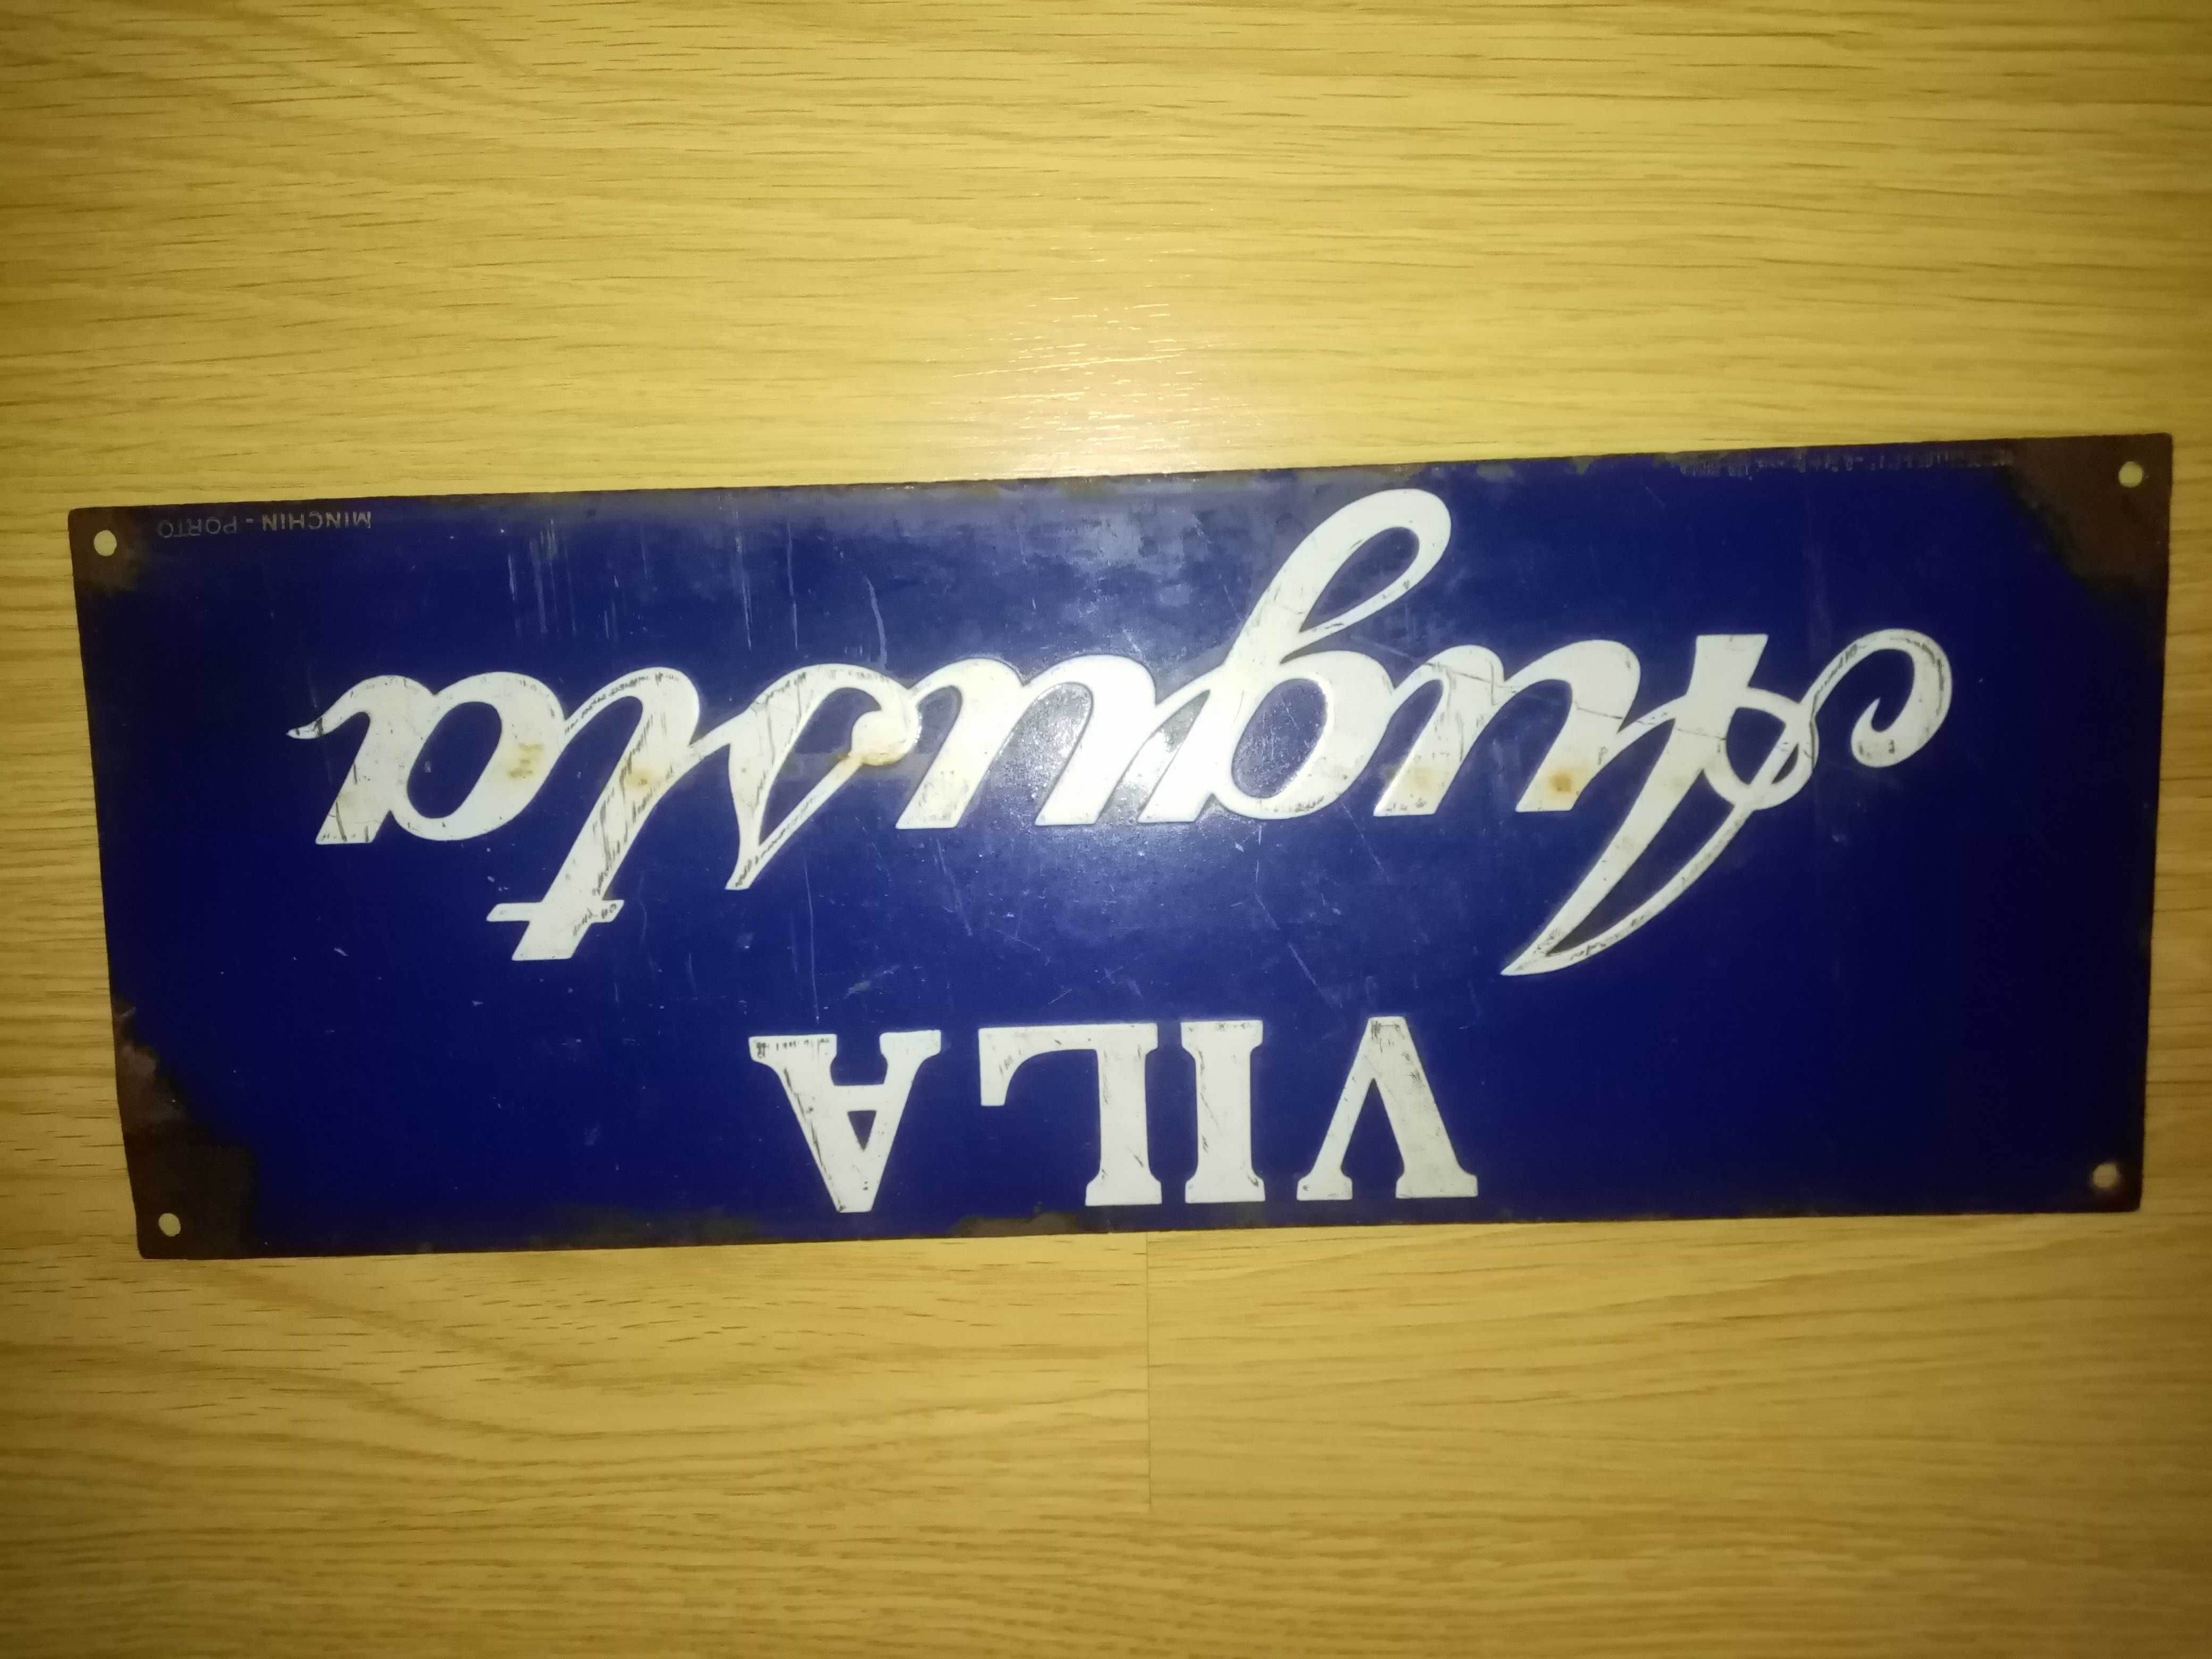 VILA
Augusta
MINCHIN - PORTO